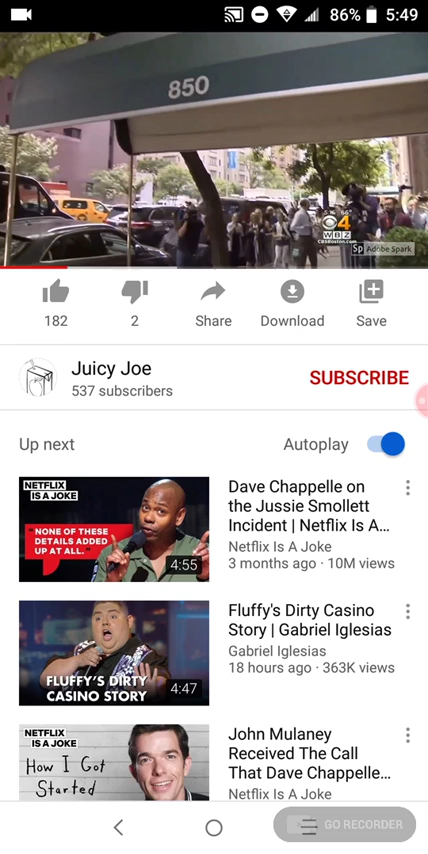 86% 5:49
850
5:16 66°
4
WBZ
CBSBoston.com
Sp Adobe Spark
182
2
Share
Download
Save
Juicy Joe
537 subscribers
SUBSCRIBE
Up next
Autoplay
NETFLIX
IS A JOKE
"NONE OF THESE
DETAILS ADDED
UP AT ALL."
4:55
Dave Chappelle on
the Jussie Smollett
Incident | Netflix Is A...
Netflix Is A Joke
3 months ago · 10M views
FLUFFY'S DIRTY
CASINO STORY
4:47
Fluffy's Dirty Casino
Story | Gabriel Iglesias
Gabriel Iglesias
18 hours ago · 363K views
NETFLIX
IS A JOKE
How I Got
Started
John Mulaney
Received The Call
That Dave Chappelle...
Netflix Is A Joke
GO RECORDER